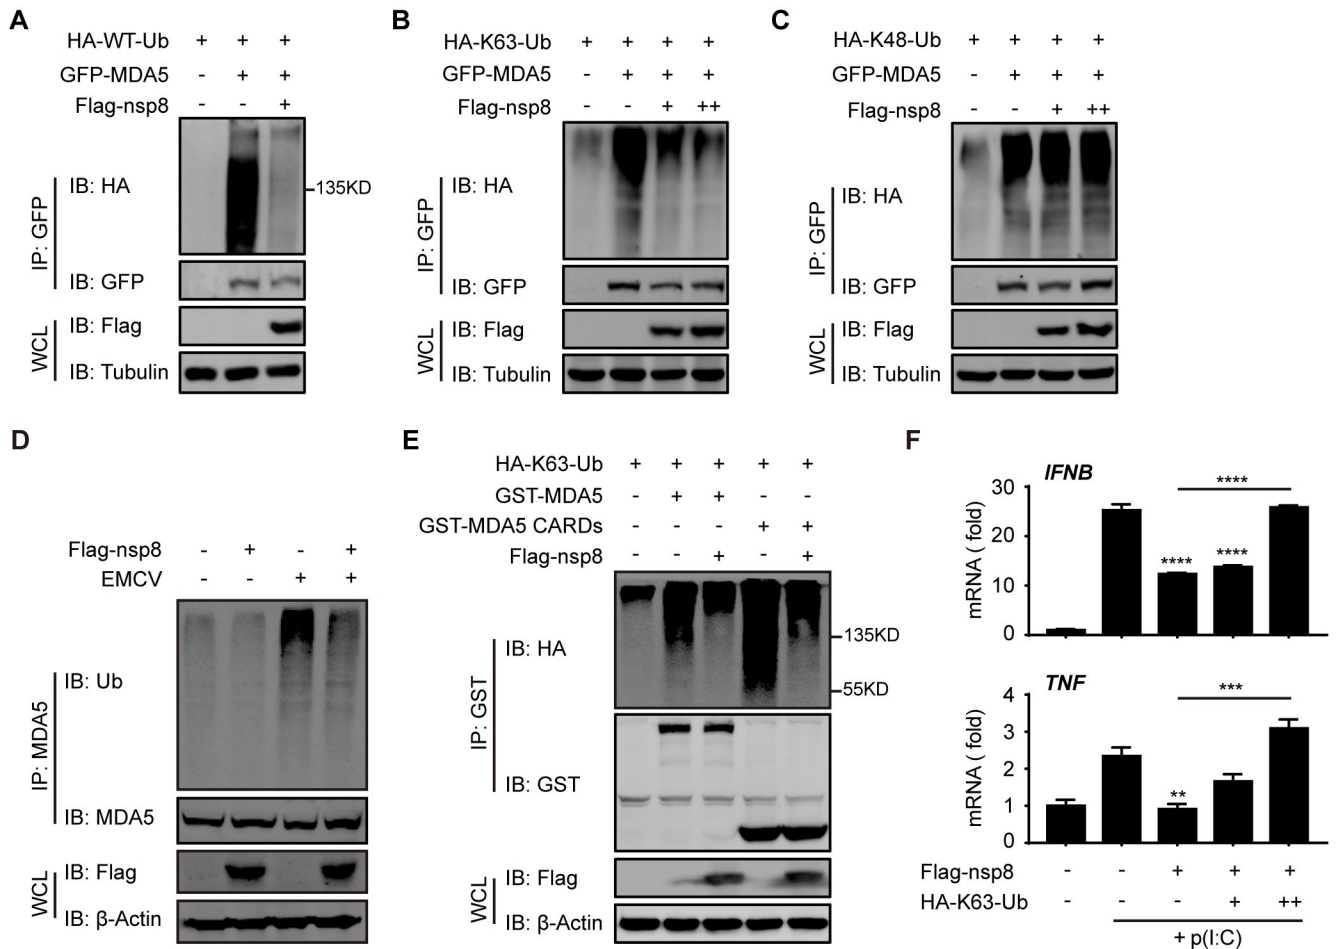 A
HA-WT-Ub + + +
GFP-MDA5 - + +
Flag-nsp8 - - +
IP: GFP
IB: HA
135KD
IB: GFP
WCL
IB: Flag
IB: Tubulin
B
HA-K63-Ub + + + +
GFP-MDA5 - + + +
Flag-nsp8 - - + ++
IP: GFP
IB: HA
IB: GFP
WCL
IB: Flag
IB: Tubulin
C
HA-K48-Ub + + + +
GFP-MDA5 - + + +
Flag-nsp8 - - + ++
IP: GFP
IB: HA
IB: GFP
WCL
IB: Flag
IB: Tubulin
D
Flag-nsp8 - + - +
EMCV - - + +
IP: MDA5
IB: Ub
IB: MDA5
WCL
IB: Flag
IB: β-Actin
E
HA-K63-Ub + + + + +
GST-MDA5 - + + - -
GST-MDA5 CARDs - - - + +
Flag-nsp8 - - + - +
IP: GST
IB: HA
135KD
55KD
IB: GST
WCL
IB: Flag
IB: β-Actin
F
IFNB
mRNA ( fold)
30
20
10
0
****
**** ****
TNF
mRNA ( fold)
4
3
2
1
0
***
**
Flag-nsp8 - - + + +
HA-K63-Ub - - - + ++
+ p(I:C)